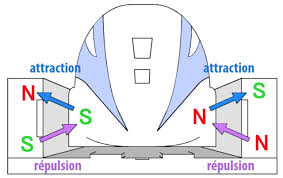 attraction attraction
N S S N
S N
répulsion répulsion